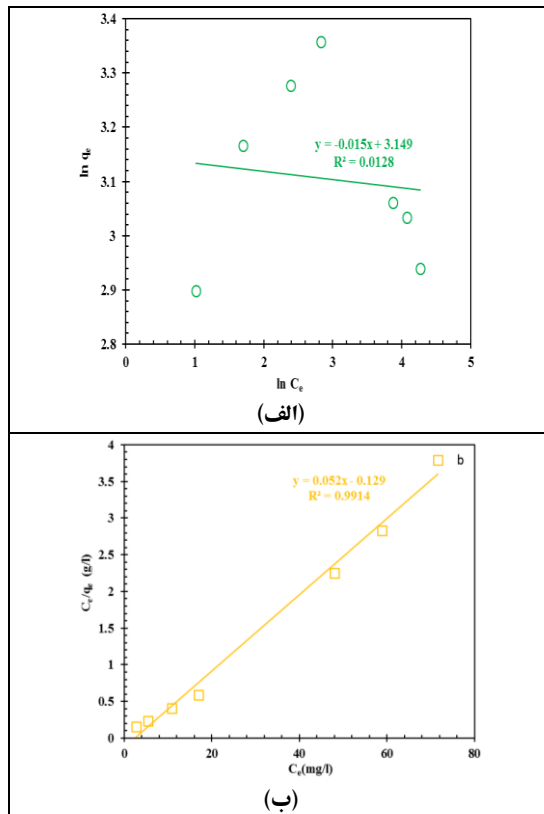 3.4
3.3
3.2
3.1
3
2.9
2.8
ln qe
y = -0.015x + 3.149
R² = 0.0128
0 1 2 3 4 5
ln Ce
(الف)
4
3.5
3
2.5
2
1.5
1
0.5
0
Ce/qe (g/l)
b
y = 0.052x - 0.129
R² = 0.9914
0 20 40 60 80
Ce(mg/l)
(ب)